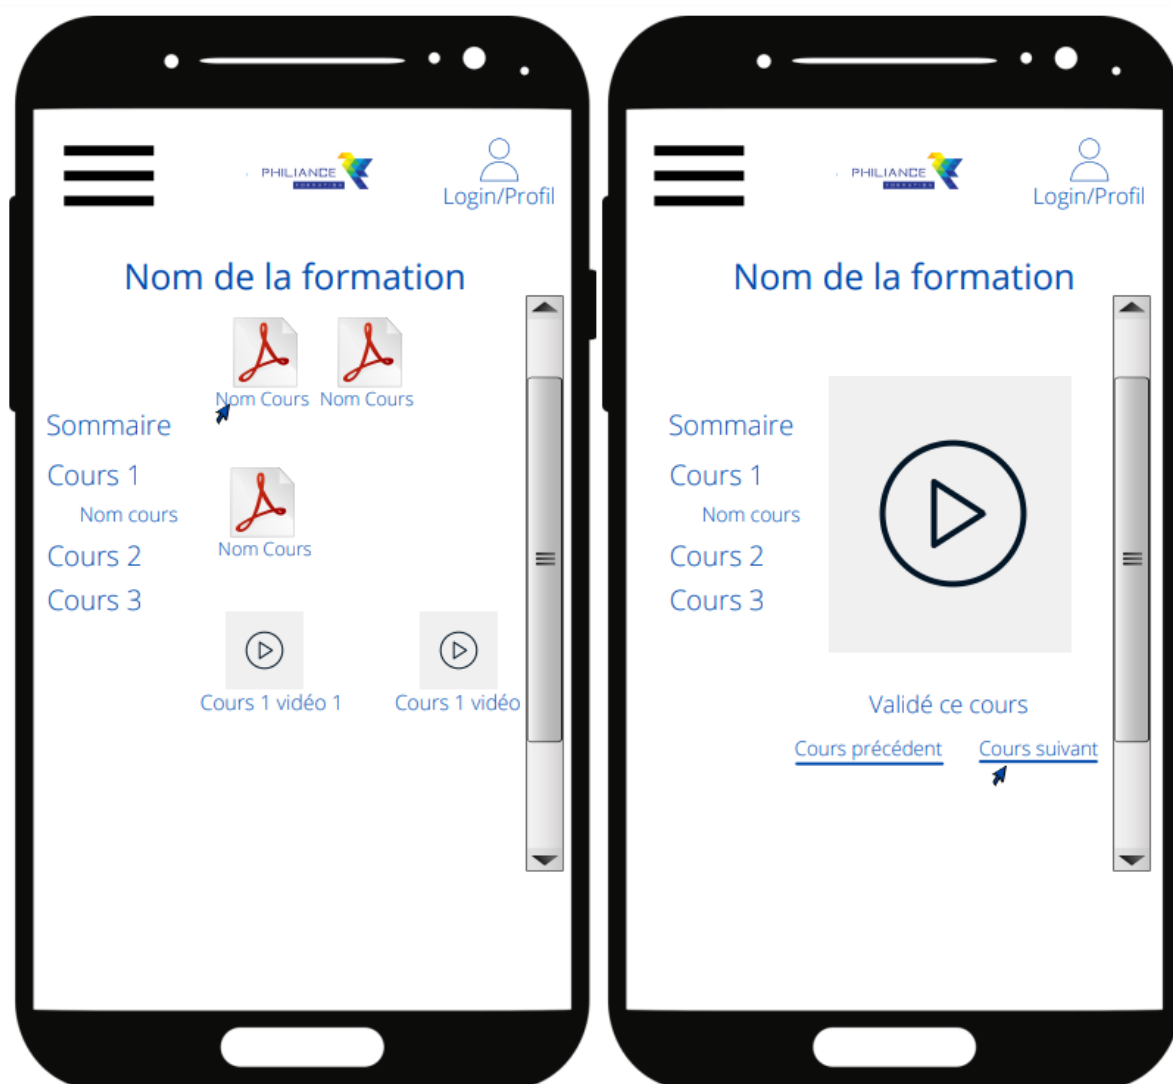 PHILIANCE
FORMATION
Login/Profil
Nom de la formation
Nom Cours Nom Cours
Sommaire
Cours 1
Nom cours
Nom Cours
Cours 2
Cours 3
Cours 1 vidéo 1 Cours 1 vidéo
PHILIANCE
FORMATION
Login/Profil
Nom de la formation
Sommaire
Cours 1
Nom cours
Cours 2
Cours 3
Validé ce cours
Cours précédent Cours suivant